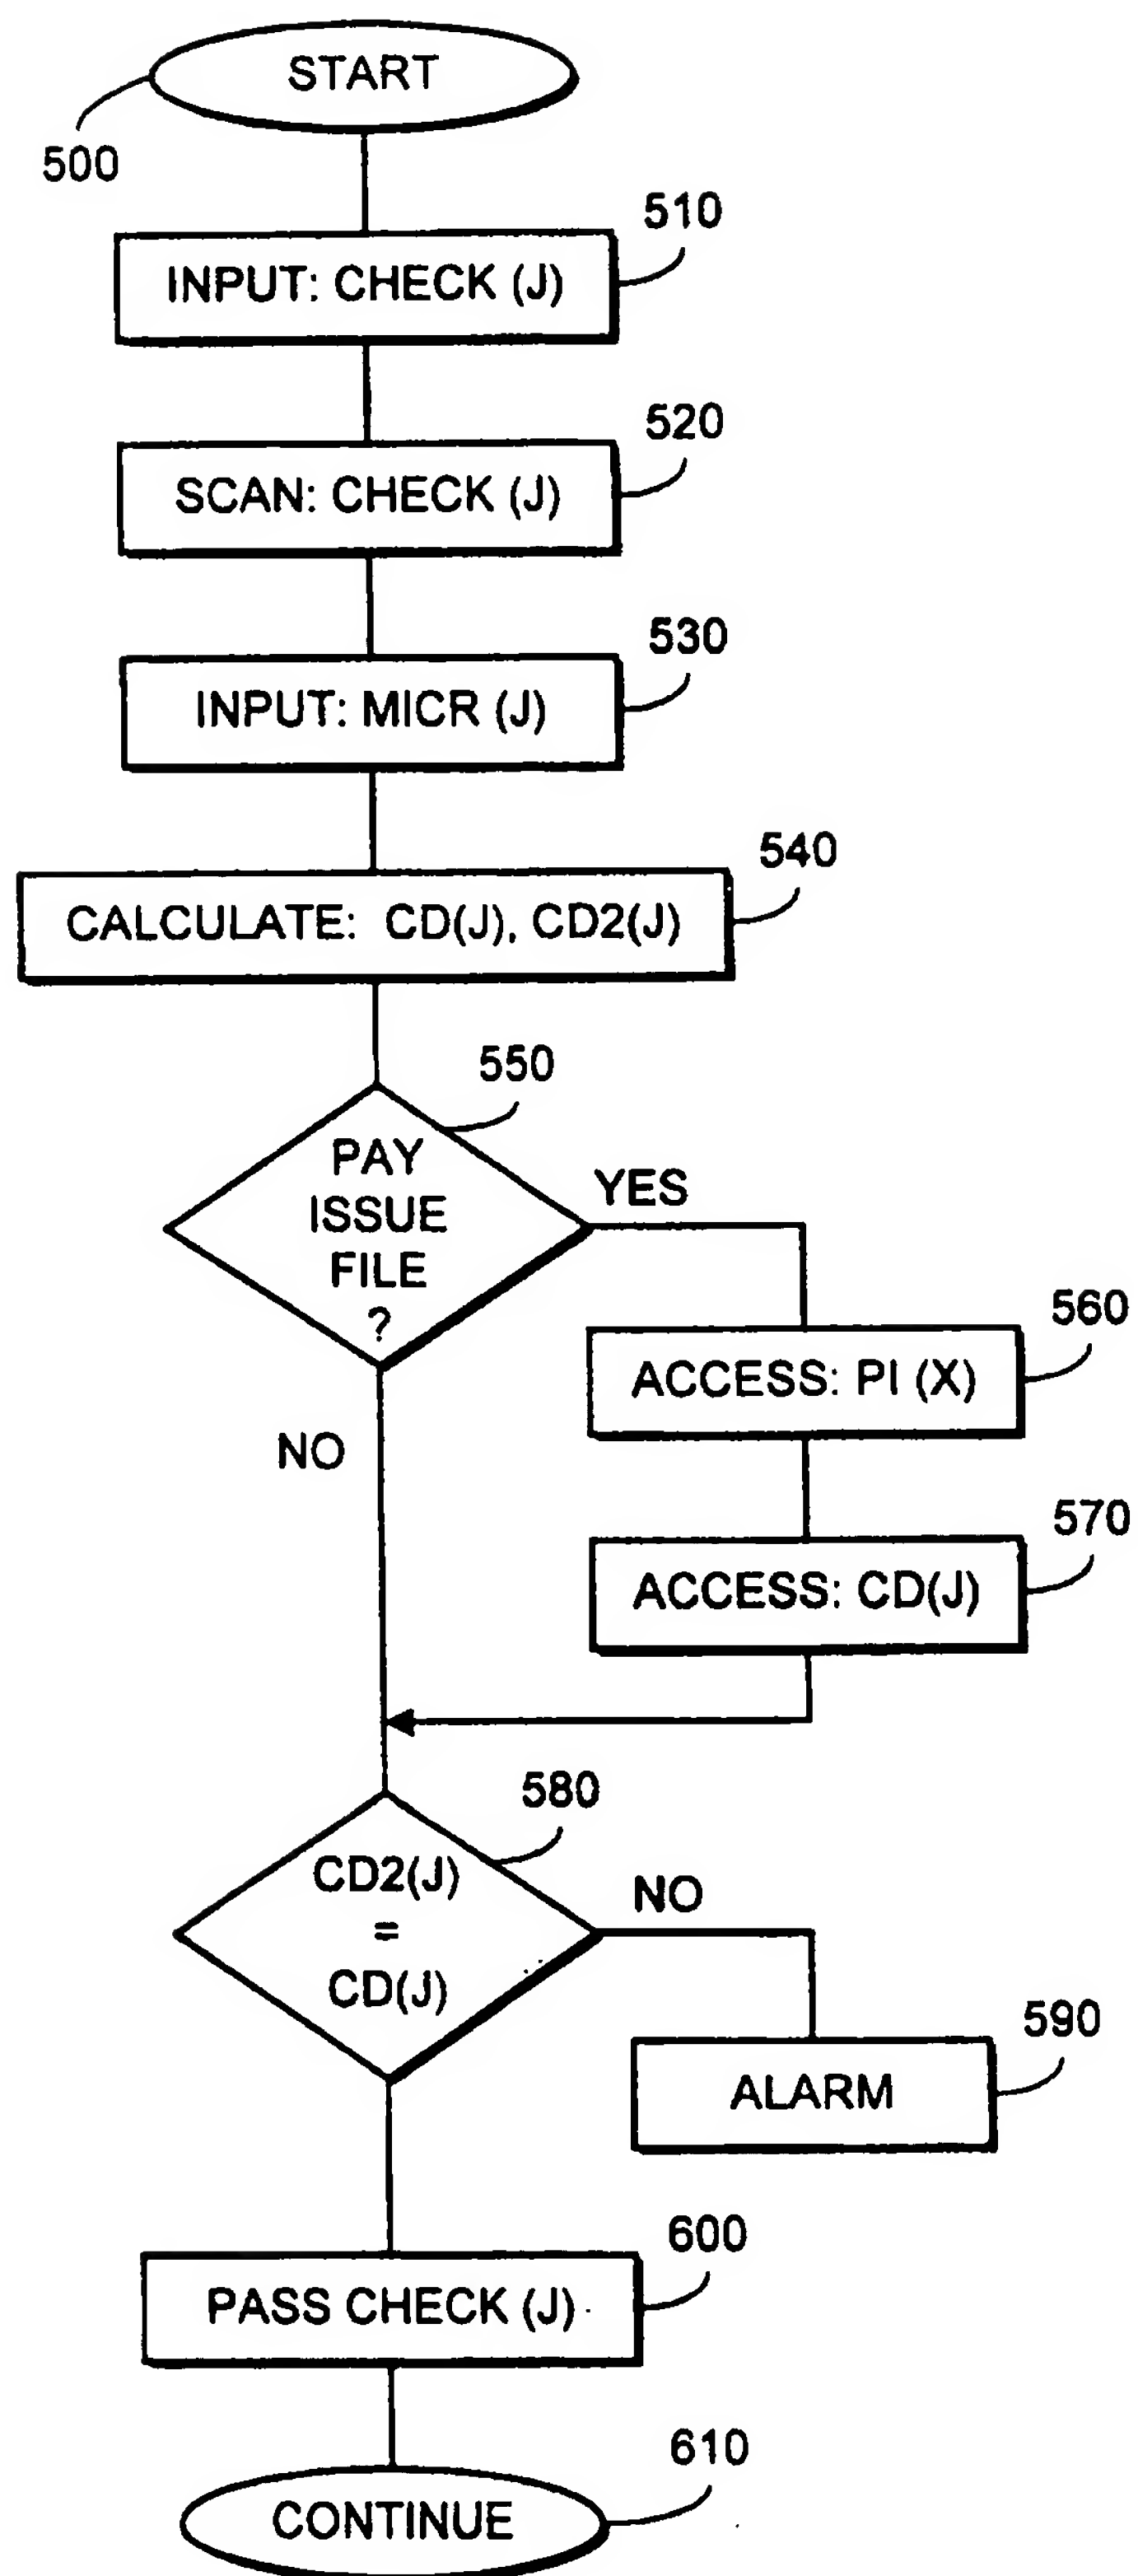 START
500
510
INPUT: CHECK (J)
520
SCAN: CHECK (J)
530
INPUT: MICR (J)
540
CALCULATE: CD(J), CD2(J)
550
PAY
ISSUE
FILE
?
YES
560
ACCESS: PI (X)
NO
570
ACCESS: CD(J)
580
CD2(J)
=
CD(J)
NO
590
ALARM
600
PASS CHECK (J)
610
CONTINUE